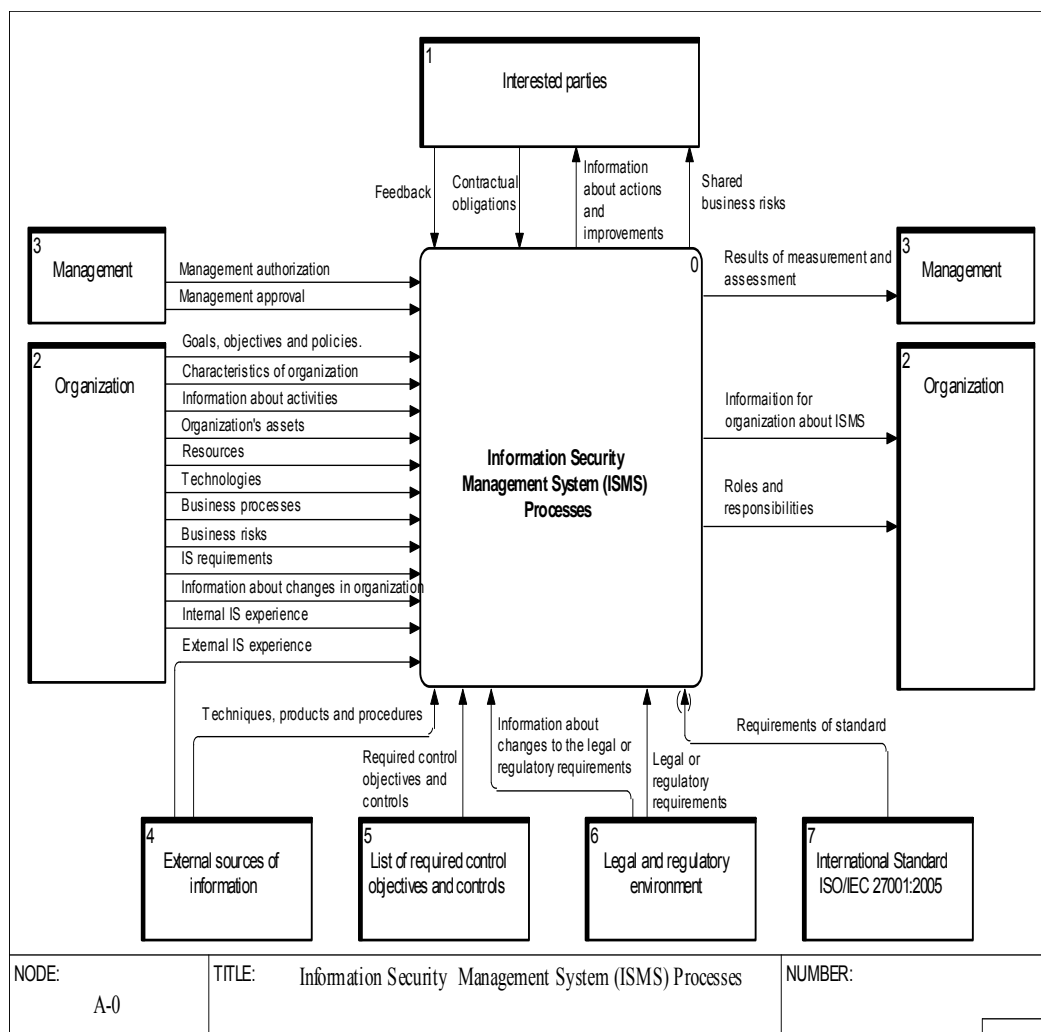 1
Interested parties
Feedback
Contractual
obligations
Information
about actions
and
improvements
Shared
business risks
3
Management
Management authorization
Management approval
0
Results of measurement and
assessment
3
Management
2
Organization
Goals, objectives and policies.
Characteristics of organization
Information about activities
Organization's assets
Resources
Technologies
Business processes
Business risks
IS requirements
Information about changes in organization
Internal IS experience
External IS experience
Information Security
Management System (ISMS)
Processes
Informaition for
organization about ISMS
Roles and
responsibilities
2
Organization
Techniques, products and procedures
Required control
objectives and
controls
Information about
changes to the legal or
regulatory requirements
Legal or
regulatory
requirements
Requirements of standard
4
External sources of
information
5
List of required control
objectives and controls
6
Legal and regulatory
environment
7
International Standard
ISO/IEC 27001:2005
NODE:
A-0
TITLE: Information Security Management System (ISMS) Processes
NUMBER: